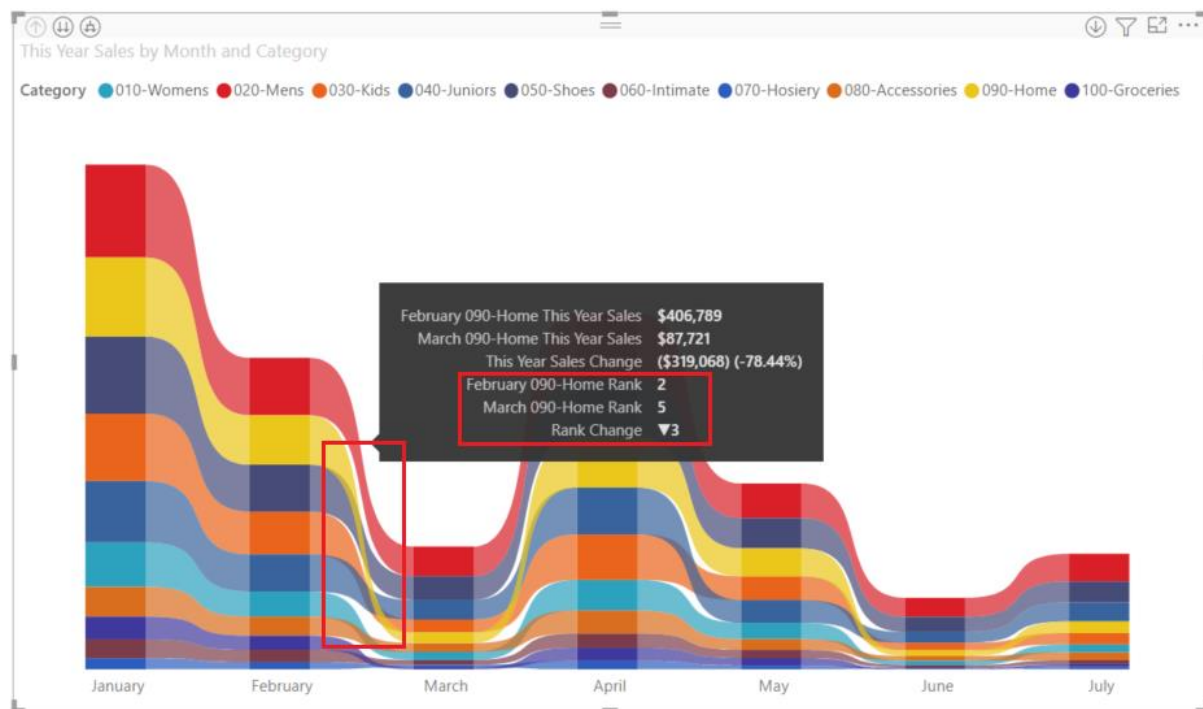 This Year Sales by Month and Category
Category 010-Womens 020-Mens 030-Kids 040-Juniors 050-Shoes 060-Intimate 070-Hosiery 080-Accessories 090-Home 100-Groceries
February 090-Home This Year Sales $406,789
March 090-Home This Year Sales $87,721
This Year Sales Change ($319,068) (-78.44%)
February 090-Home Rank 2
March 090-Home Rank 5
Rank Change ▼3
January February March April May June July